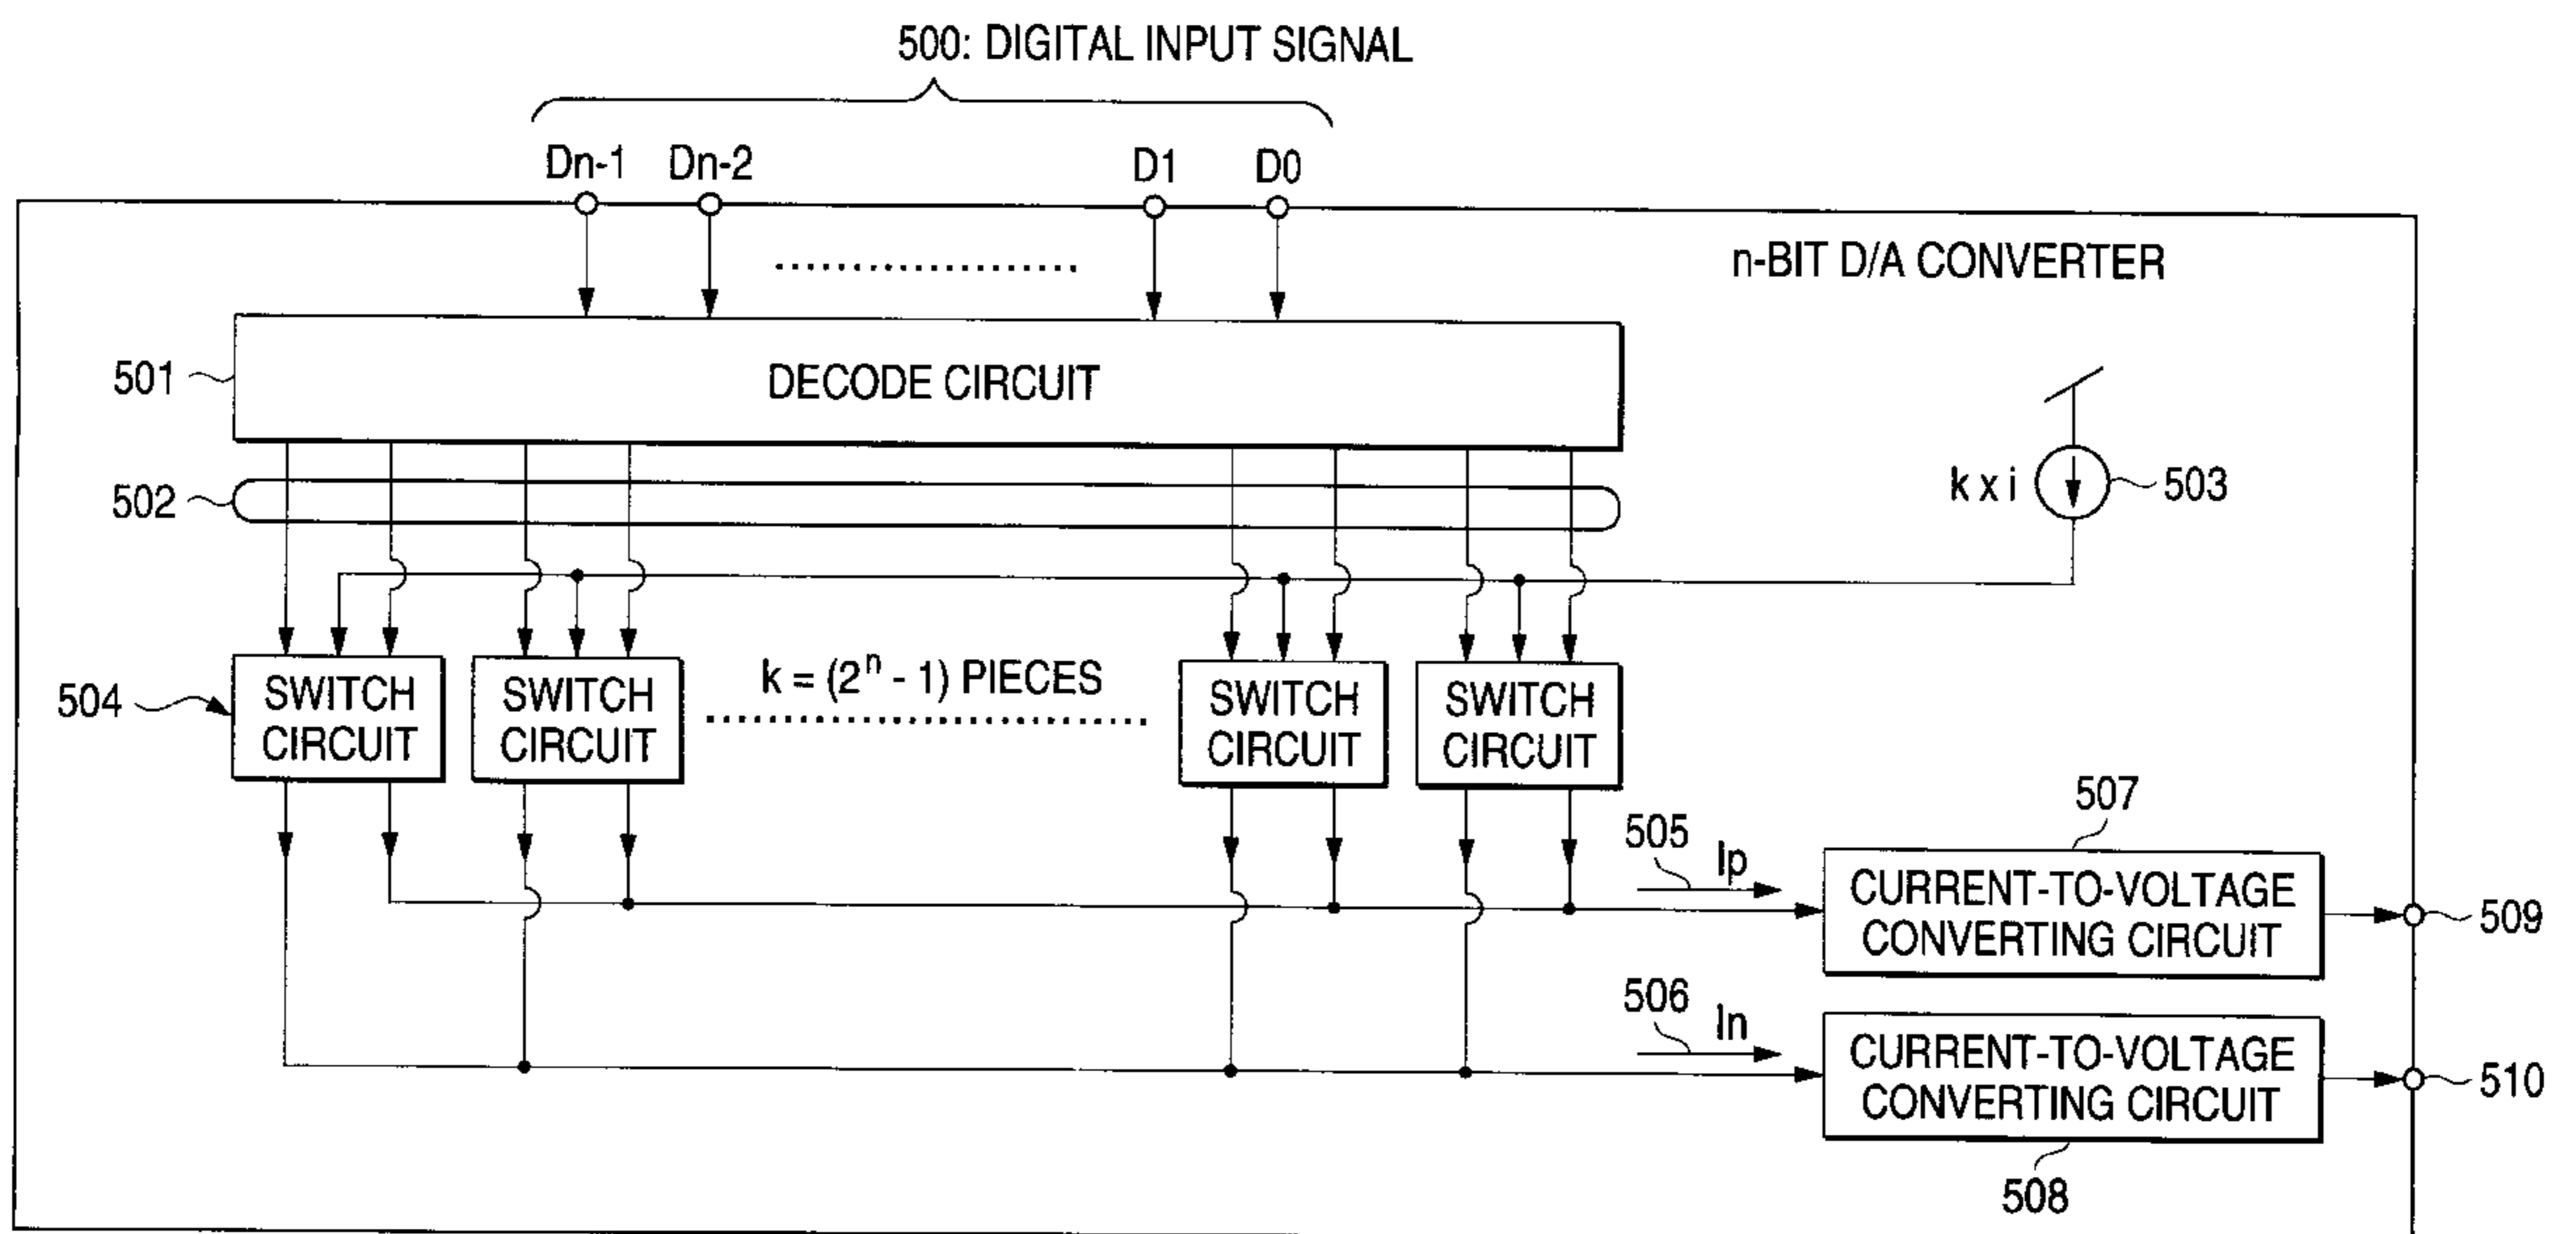 500: DIGITAL INPUT SIGNAL
Dn-1 Dn-2 D1 D0
n-BIT D/A CONVERTER
501
DECODE CIRCUIT
502
k x i
503
504
SWITCH
CIRCUIT
SWITCH
CIRCUIT
k = (2ⁿ - 1) PIECES
SWITCH
CIRCUIT
SWITCH
CIRCUIT
505
Ip
507
CURRENT-TO-VOLTAGE
CONVERTING CIRCUIT
509
506
In
CURRENT-TO-VOLTAGE
CONVERTING CIRCUIT
510
508